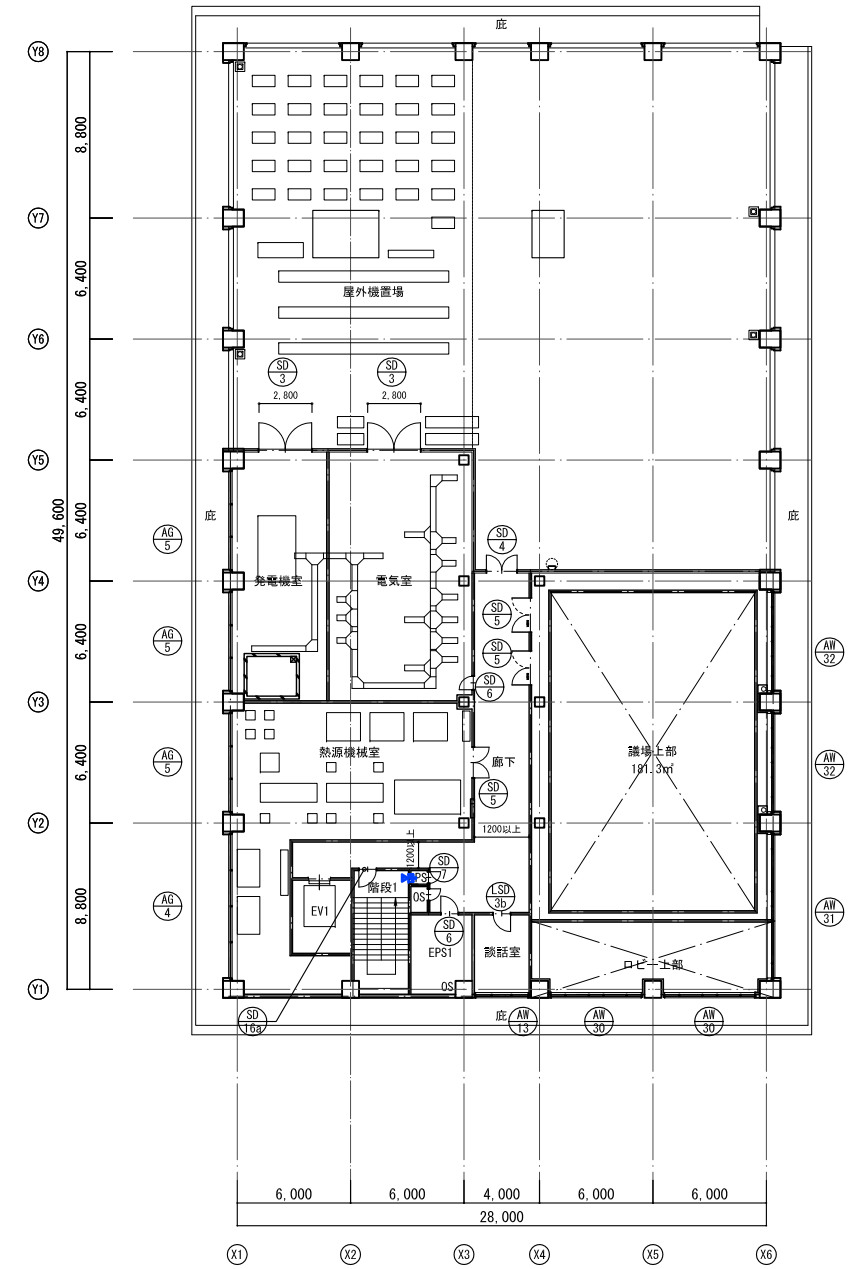 庇
Y8
8,800
Y7
6,400
屋外機置場
Y6
SD
3
SD
3
2,800
2,800
6,400
Y5
49,600
庇
庇
6,400
AG
5
SD
4
Y4
発電機室
電気室
SD
5
AG
5
6,400
SD
5
AW
32
SD
6
Y3
熱源機械室
廊下
議場上部
181.3㎡
AG
5
AW
32
6,400
SD
5
Y2
1200以上
1200以上
SD
7
PS
階段1
OS
LSD
3b
AG
4
EV1
AW
31
8,800
SD
6
EPS1
談話室
ロビー上部
OS
Y1
SD
16a
庇
AW
13
AW
30
AW
30
6,000
6,000
4,000
6,000
6,000
28,000
X1
X2
X3
X4
X5
X6